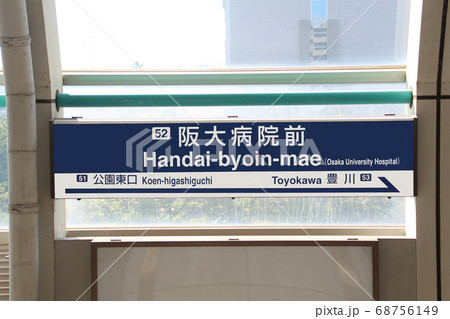 52 阪大病院前
Handai-byoin-mae (Osaka University Hospital)
51 公園東口 Koen-higashiguchi Toyokawa 豊川 53
pixta.jp - 68756149